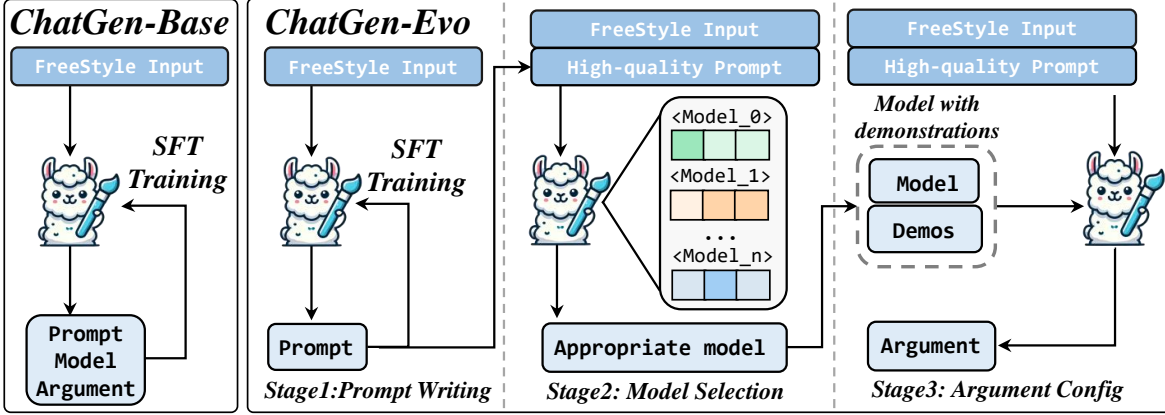 ChatGen-Base
FreeStyle Input
SFT
Training
Prompt
Model
Argument
ChatGen-Evo
FreeStyle Input
SFT
Training
Prompt
Stage1:Prompt Writing
FreeStyle Input
High-quality Prompt
<Model_0>
<Model_1>
...
<Model_n>
Appropriate model
Stage2: Model Selection
FreeStyle Input
High-quality Prompt
Model with
demonstrations
Model
Demos
Argument
Stage3: Argument Config